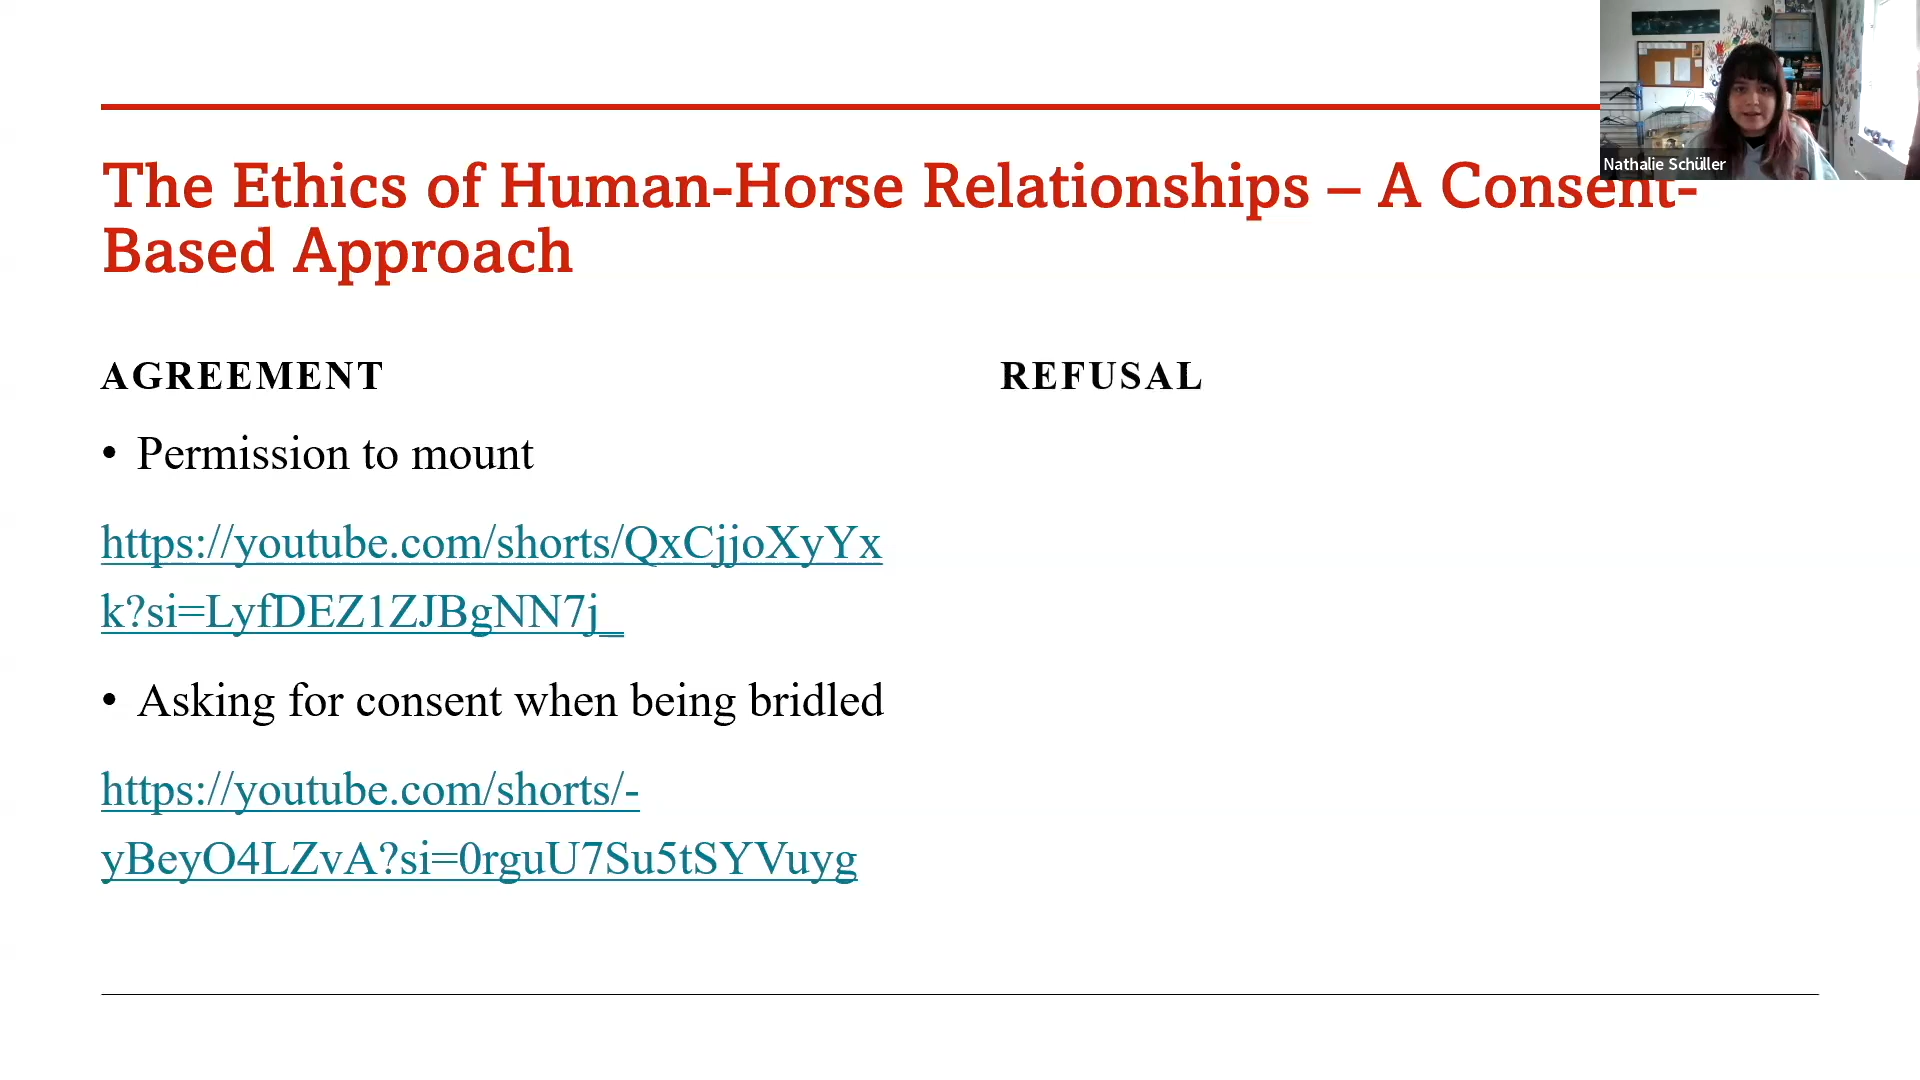 Nathalie Schüller
The Ethics of Human-Horse Relationships – A Consent-
Based Approach
AGREEMENT
• Permission to mount
https://youtube.com/shorts/QxCjjoXyYx
k?si=LyfDEZ1ZJBgNN7j_
• Asking for consent when being bridled
https://youtube.com/shorts/-
yBeyO4LZvA?si=0rguU7Su5tSYVuyg
REFUSAL